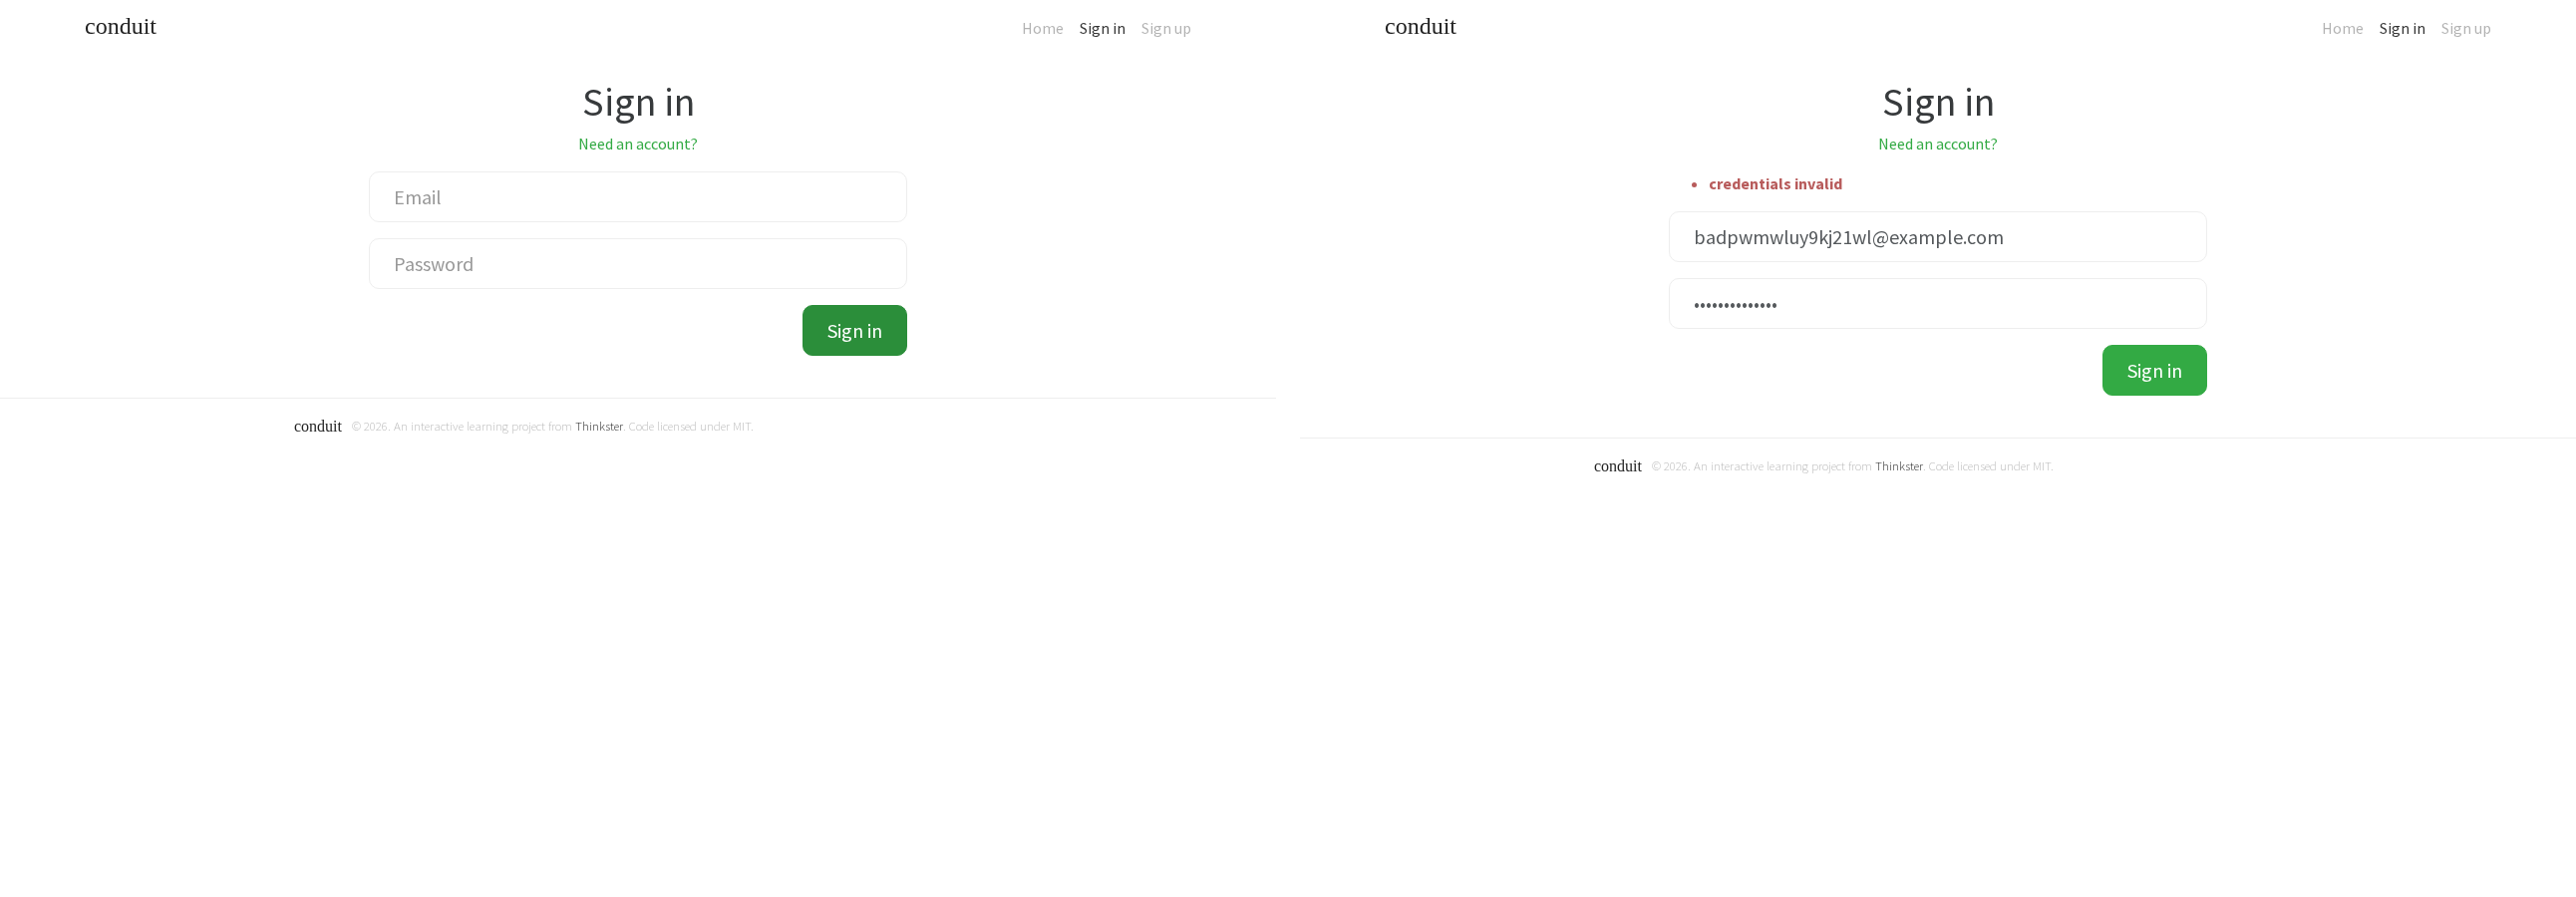 conduit
Home Sign in Sign up
Sign in
Need an account?
Email
Password
Sign in
conduit © 2026. An interactive learning project from Thinkster. Code licensed under MIT.
conduit
Home Sign in Sign up
Sign in
Need an account?
• credentials invalid
badpwmwluy9kj21wl@example.com
••••••••••••••
Sign in
conduit © 2026. An interactive learning project from Thinkster. Code licensed under MIT.